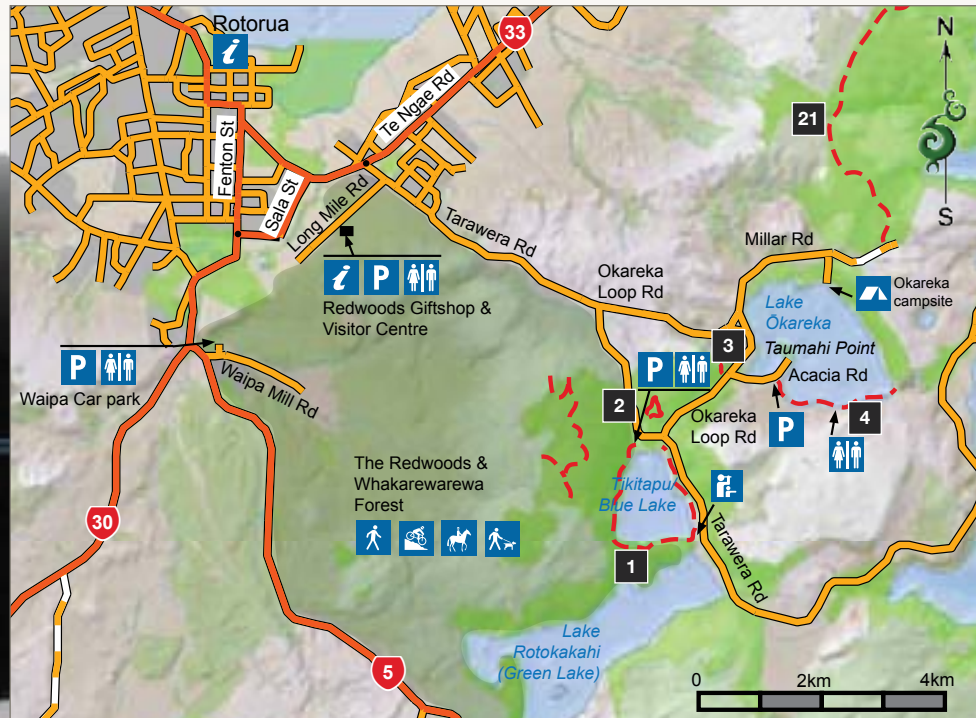 Rotorua
i
33
N
S
21
Te Ngae Rd
Fenton St
Sala St
Long Mile Rd
Tarawera Rd
Millar Rd
Okareka
Loop Rd
Okareka
campsite
i P
Redwoods Giftshop &
Visitor Centre
Lake
Ōkareka
Taumahi Point
3
Acacia Rd
P
Waipa Car park
Waipa Mill Rd
P
2
Okareka
Loop Rd
P
4
The Redwoods &
Whakarewarewa
Forest
Tikitapu/
Blue Lake
30
1
Tarawera Rd
Lake
Rotokakahi
(Green Lake)
5
0 2km 4km